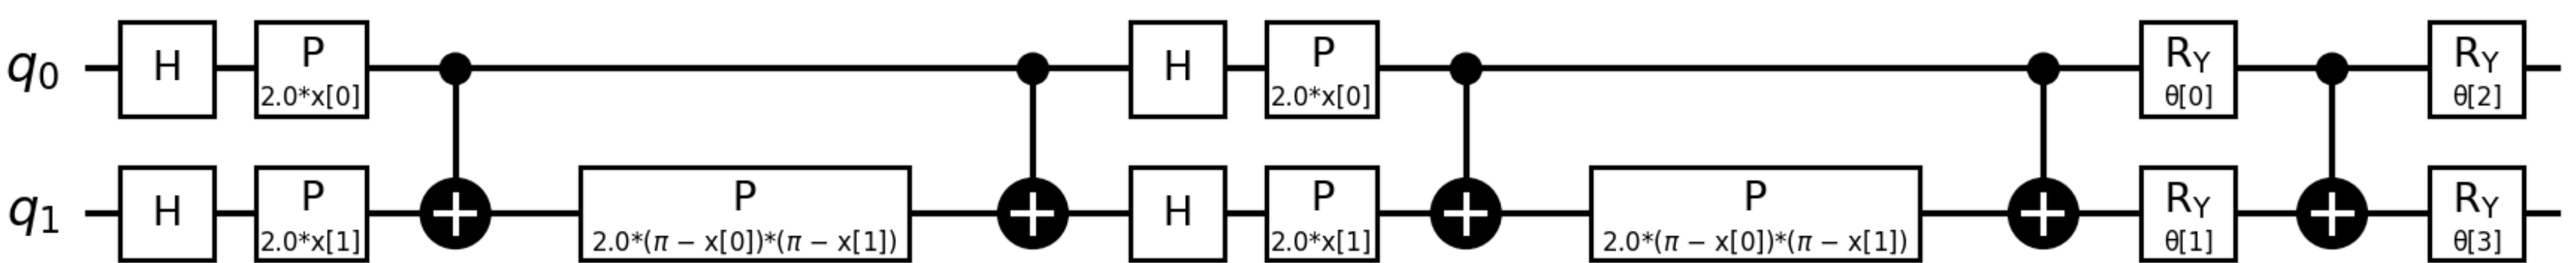 q0 H P 2.0*x[0] H P 2.0*x[0] RY θ[0] RY θ[2]
q1 H P 2.0*x[1] P 2.0*(π − x[0])*(π − x[1]) H P 2.0*x[1] P 2.0*(π − x[0])*(π − x[1]) RY θ[1] RY θ[3]